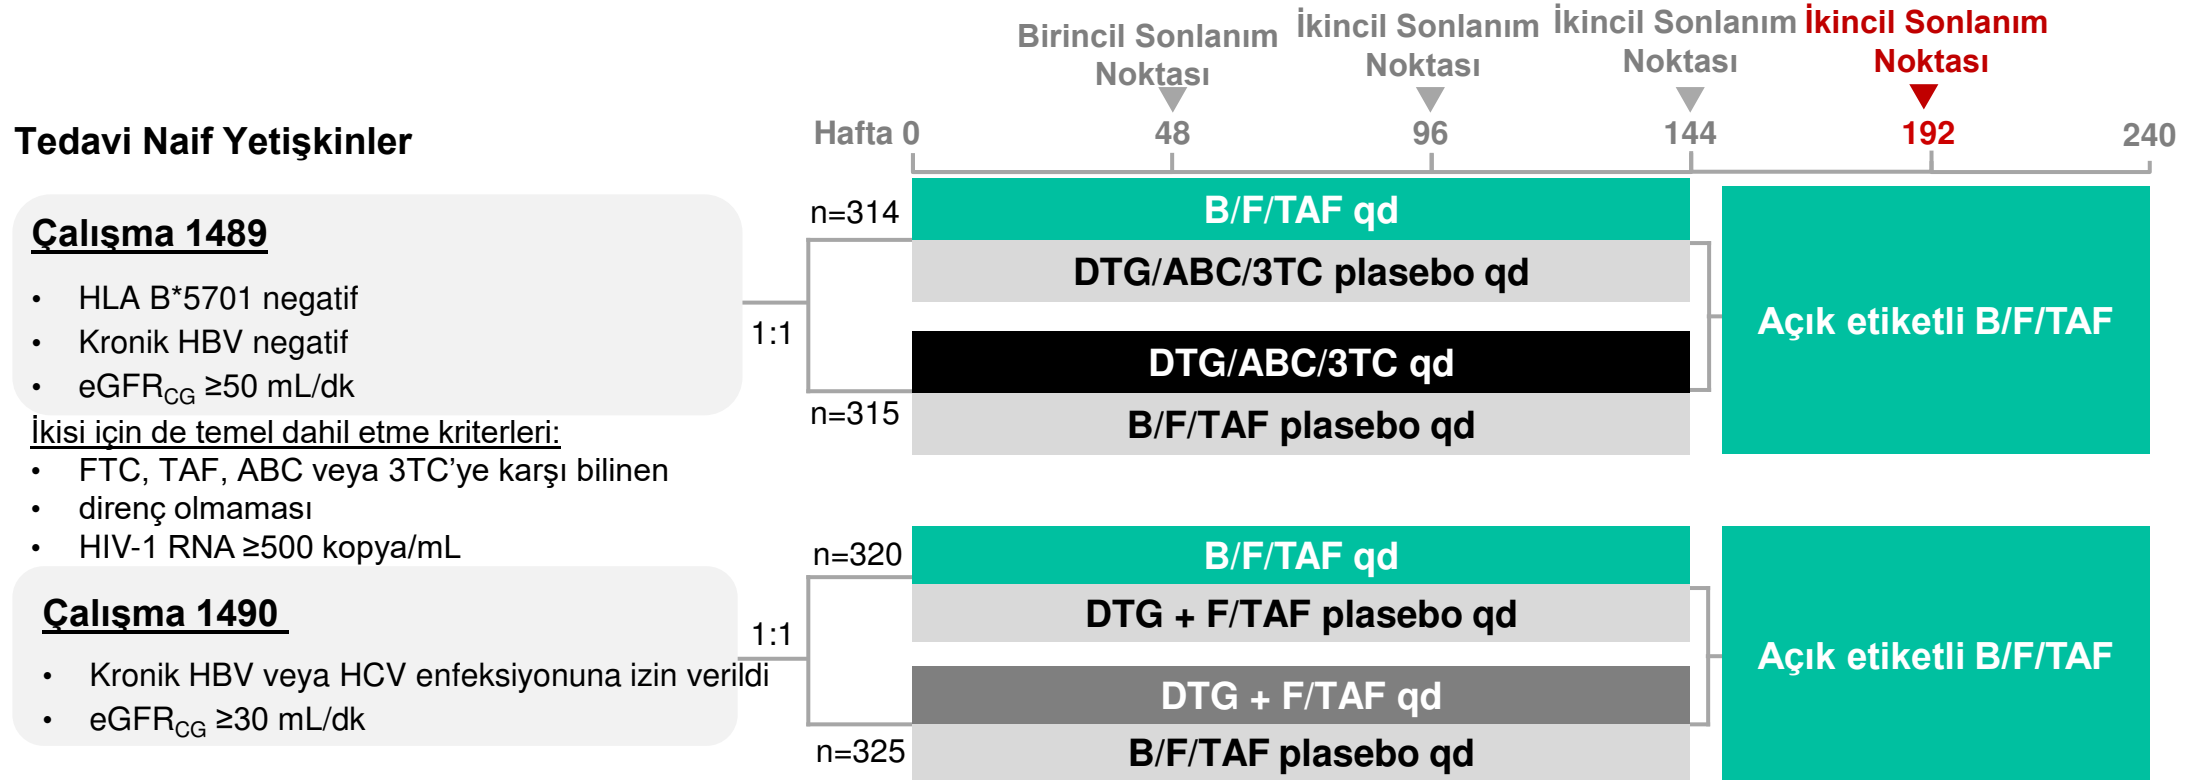 Birincil Sonlanım
Noktası
İkincil Sonlanım
Noktası
İkincil Sonlanım
Noktası
İkincil Sonlanım
Noktası
Tedavi Naif Yetişkinler
Hafta 0 48 96 144 192 240
Çalışma 1489
• HLA B*5701 negatif
• Kronik HBV negatif
• eGFRCG ≥50 mL/dk
1:1
n=314
B/F/TAF qd
DTG/ABC/3TC plasebo qd
DTG/ABC/3TC qd
n=315
B/F/TAF plasebo qd
Açık etiketli B/F/TAF
İkisi için de temel dahil etme kriterleri:
• FTC, TAF, ABC veya 3TC’ye karşı bilinen
• direnç olmaması
• HIV-1 RNA ≥500 kopya/mL
Çalışma 1490
• Kronik HBV veya HCV enfeksiyonuna izin verildi
• eGFRCG ≥30 mL/dk
1:1
n=320
B/F/TAF qd
DTG + F/TAF plasebo qd
DTG + F/TAF qd
n=325
B/F/TAF plasebo qd
Açık etiketli B/F/TAF